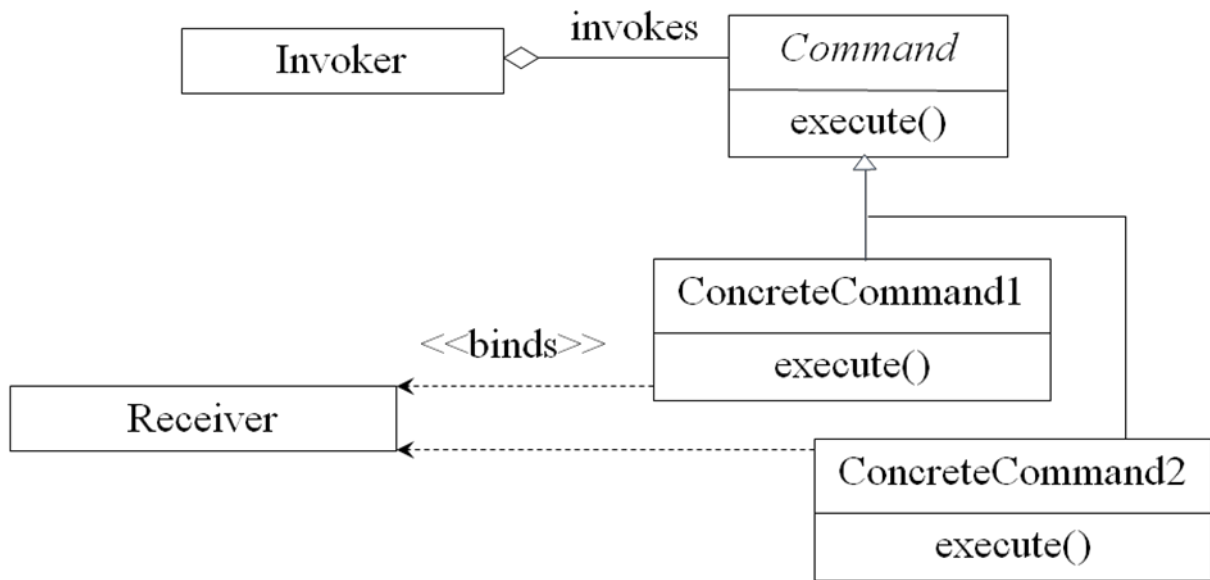 Invoker
invokes
Command
execute()
ConcreteCommand1
execute()
<<binds>>
Receiver
ConcreteCommand2
execute()